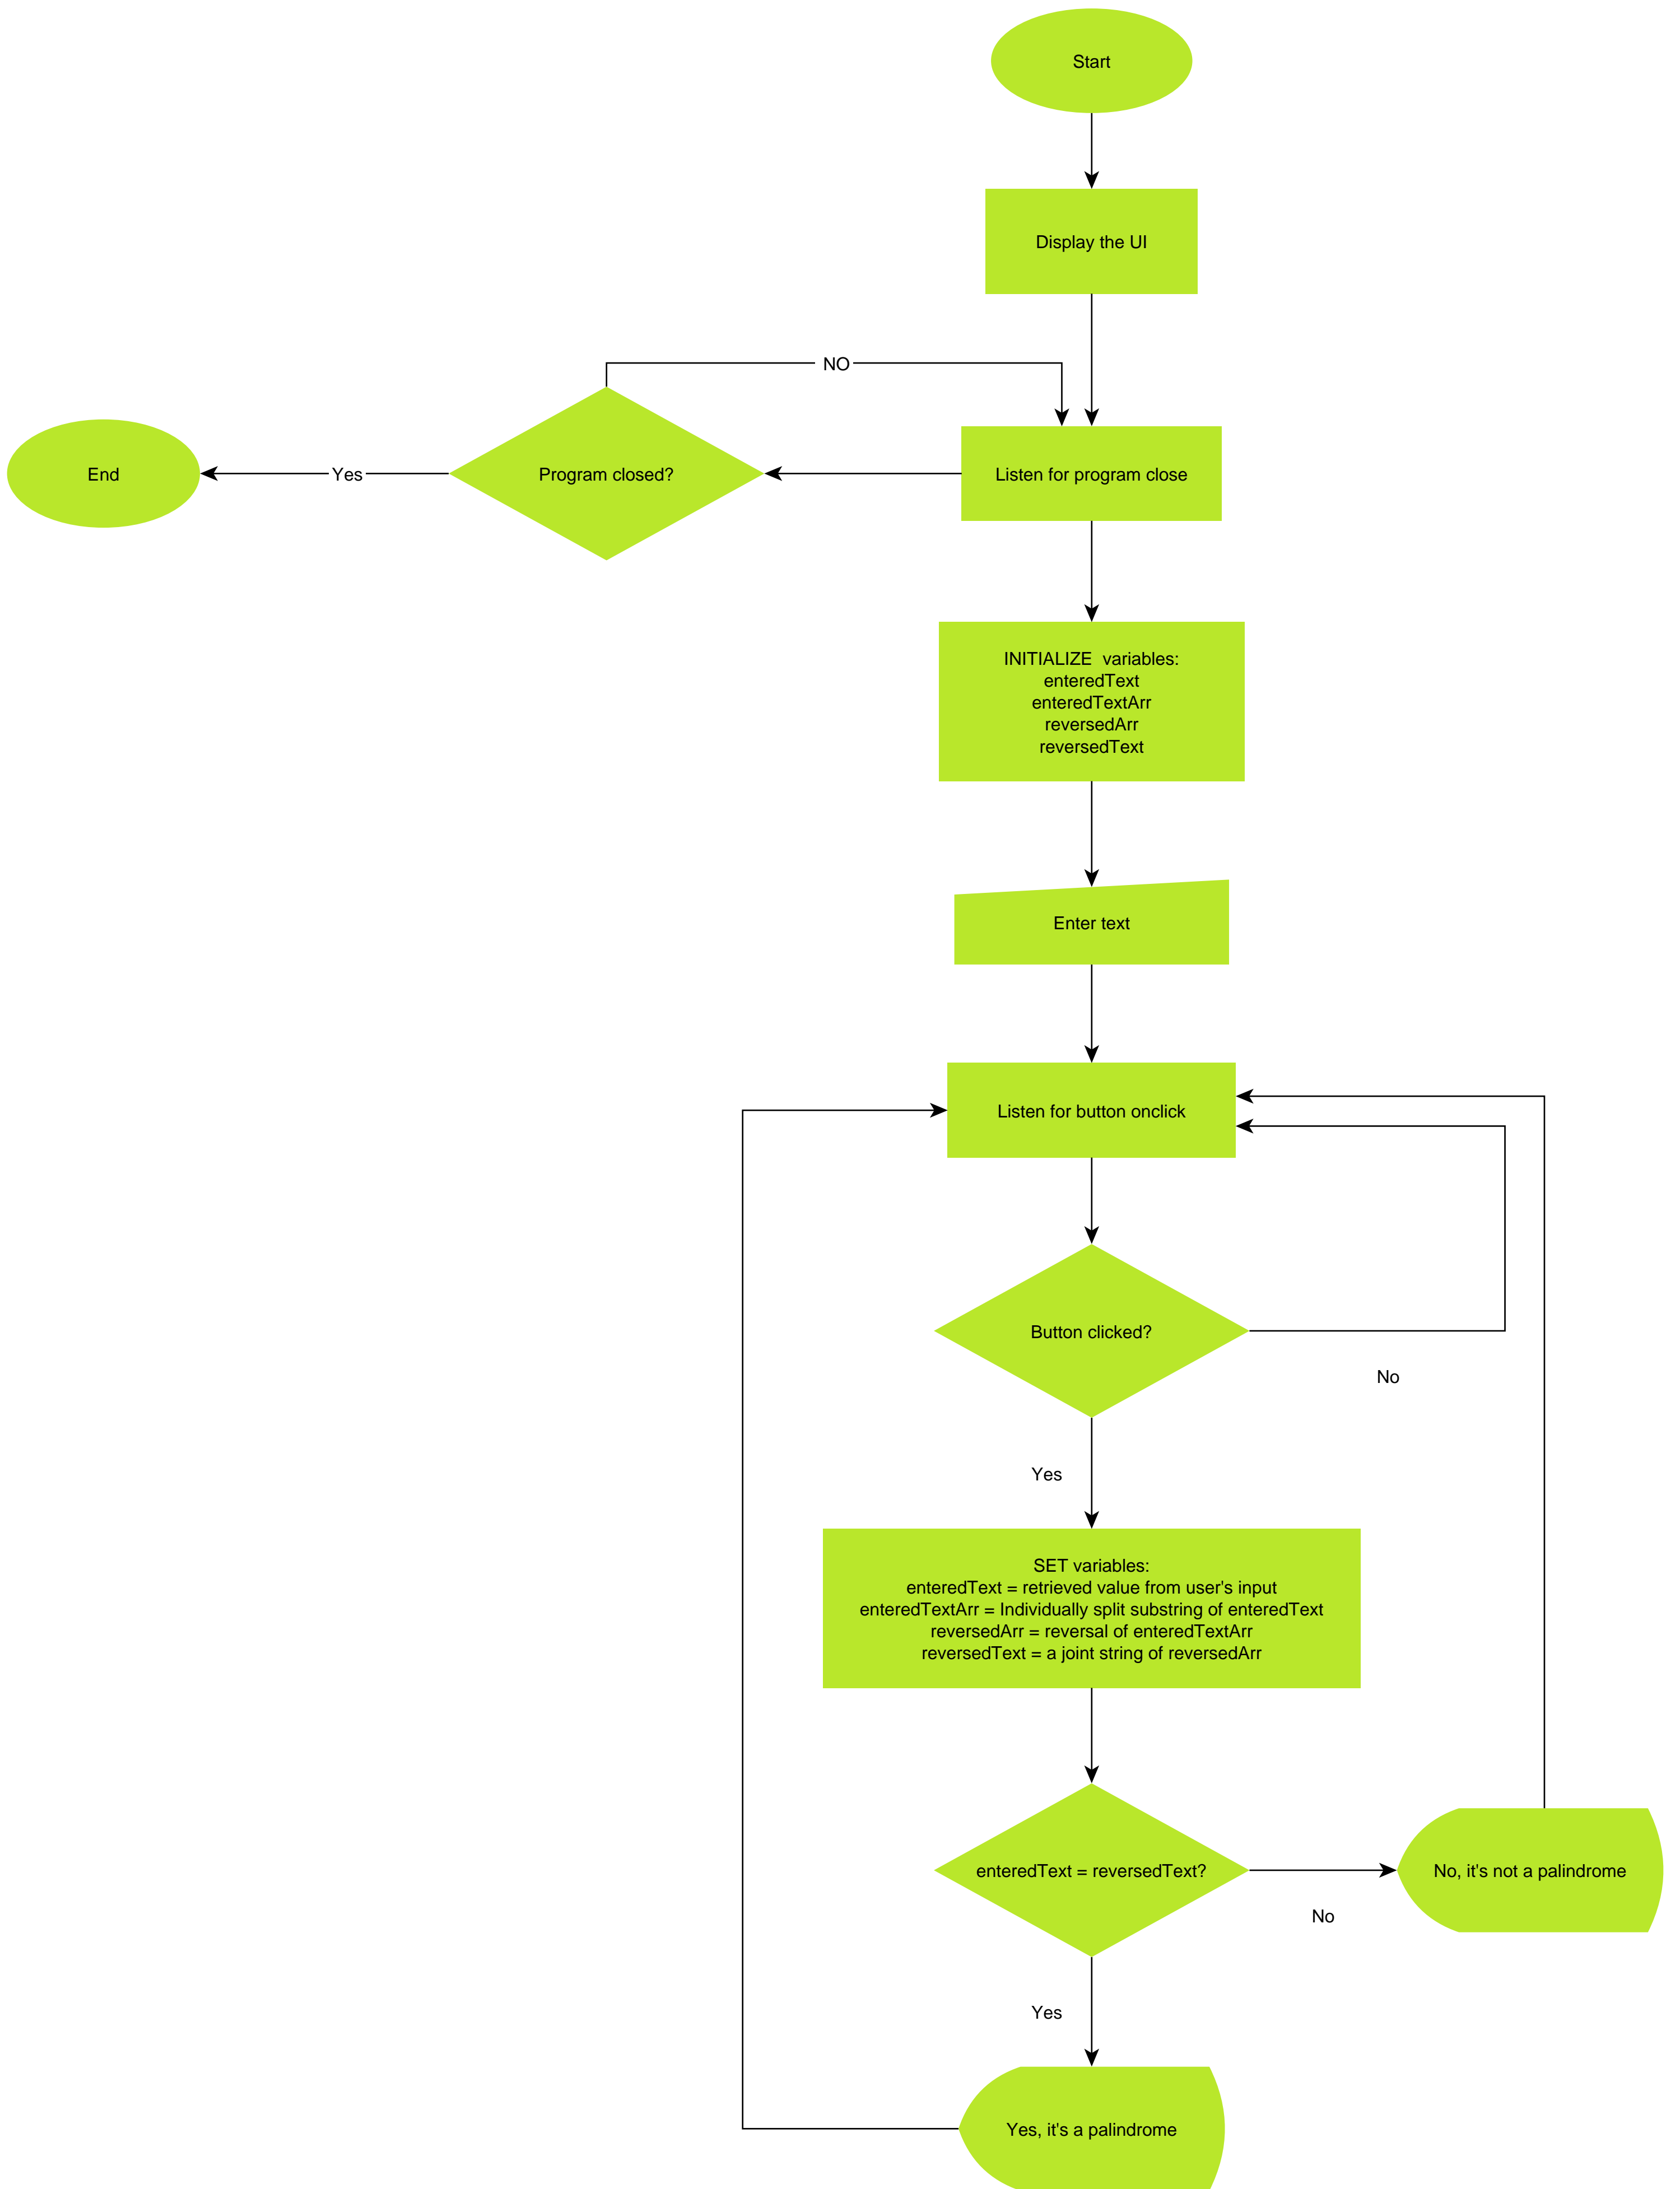 Start
Display the UI
NO
End
Yes
Program closed?
Listen for program close
INITIALIZE  variables:
enteredText
enteredTextArr
reversedArr
reversedText
Enter text
Listen for button onclick
Button clicked?
No
Yes
SET variables:
enteredText = retrieved value from user's input
enteredTextArr = Individually split substring of enteredText
reversedArr = reversal of enteredTextArr
reversedText = a joint string of reversedArr
enteredText = reversedText?
No, it's not a palindrome
No
Yes
Yes, it's a palindrome